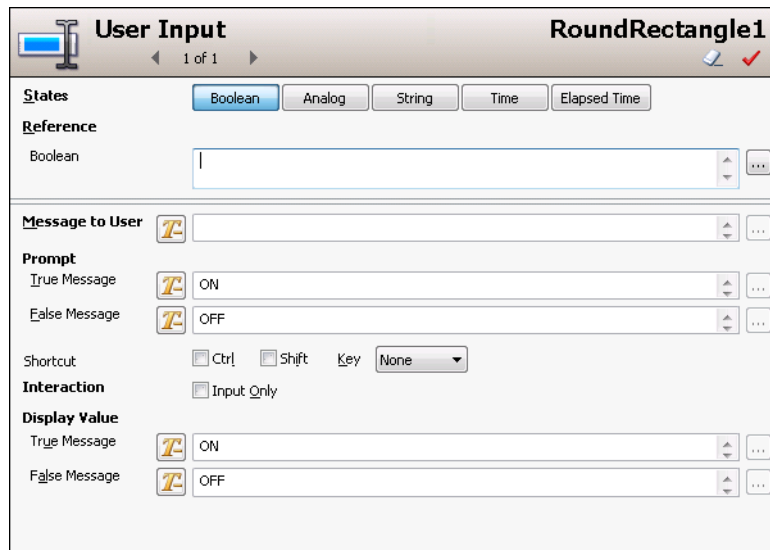 User Input
RoundRectangle1
1 of 1
States
Boolean Analog String Time Elapsed Time
Reference
Boolean
...
Message to User
T
...
Prompt
True Message
T
ON
...
False Message
T
OFF
...
Shortcut
Ctrl Shift Key None
Interaction
Input Only
Display Value
True Message
T
ON
...
False Message
T
OFF
...